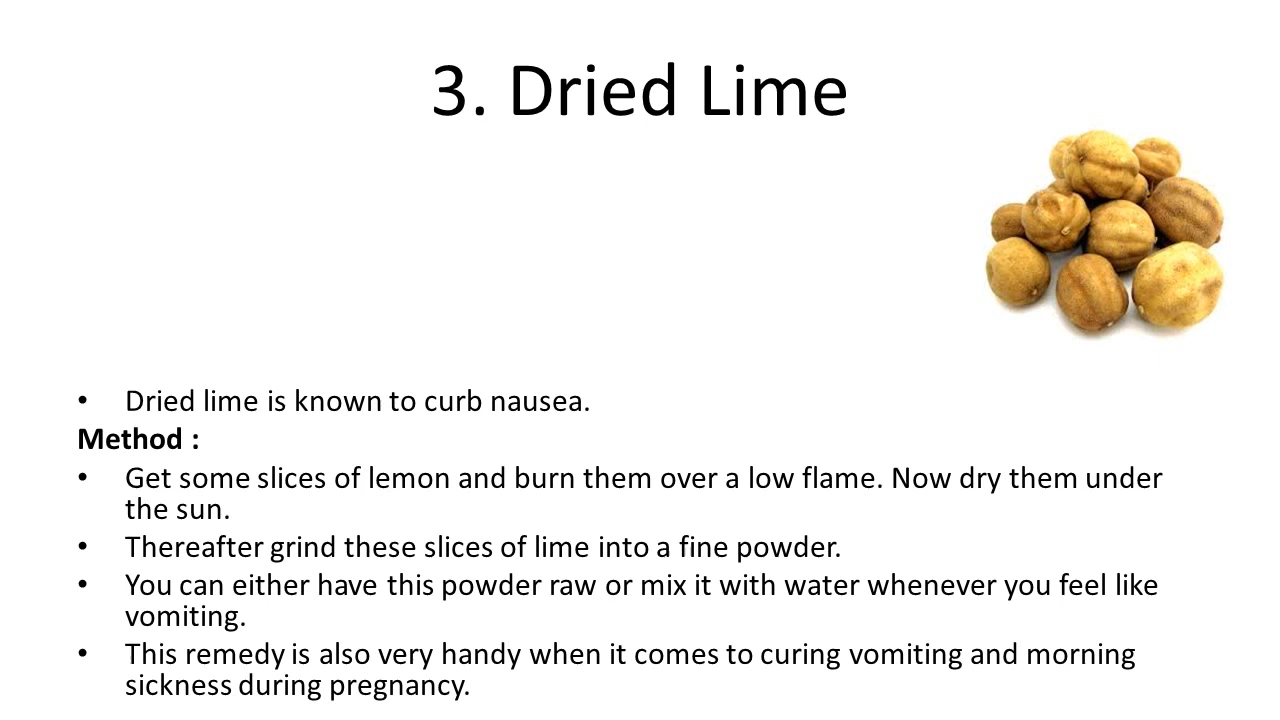 3. Dried Lime
• Dried lime is known to curb nausea.
Method :
• Get some slices of lemon and burn them over a low flame. Now dry them under
the sun.
• Thereafter grind these slices of lime into a fine powder.
• You can either have this powder raw or mix it with water whenever you feel like
vomiting.
• This remedy is also very handy when it comes to curing vomiting and morning
sickness during pregnancy.